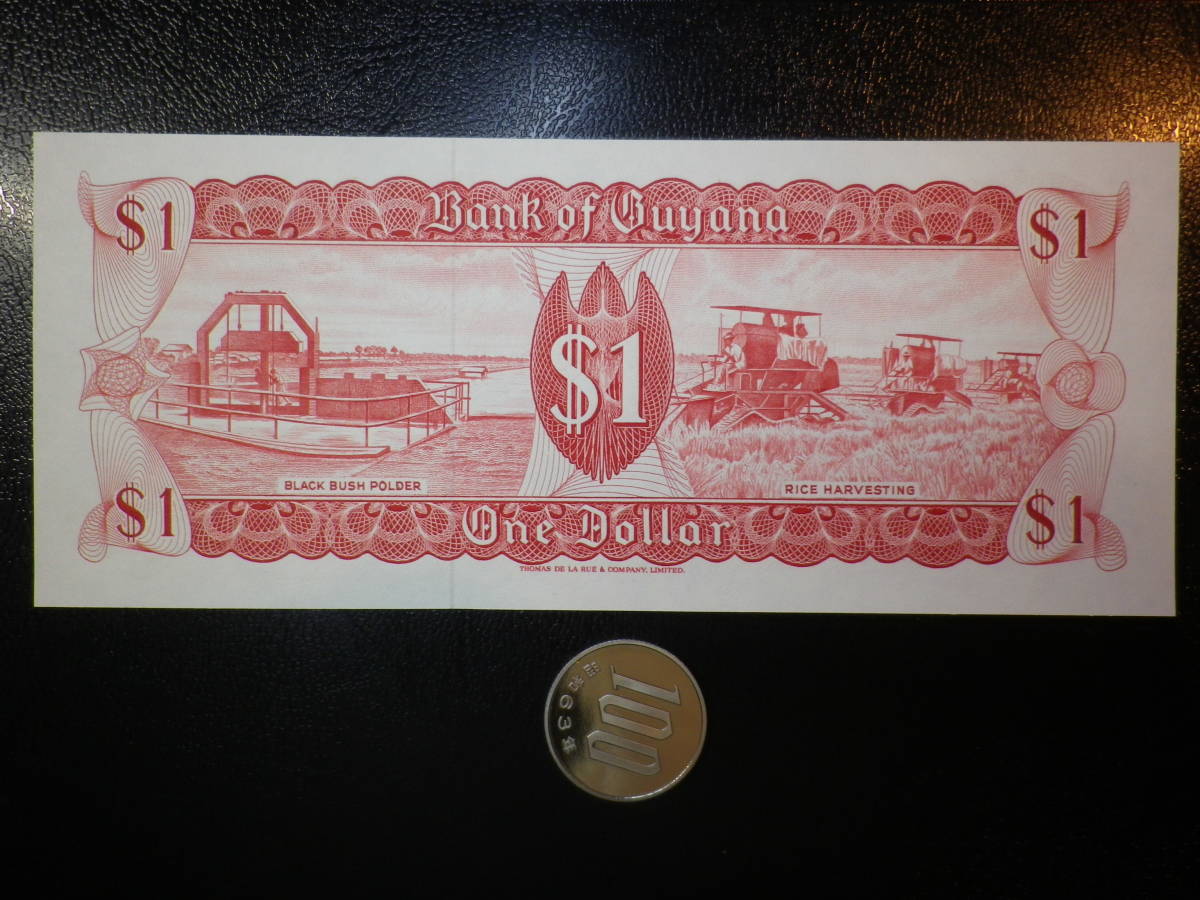 Bank of Guyana
$1
$1
$1
BLACK BUSH POLDER
RICE HARVESTING
$1
$1
One Dollar
THOMAS DE LA RUE & COMPANY, LIMITED.
100
昭和63年